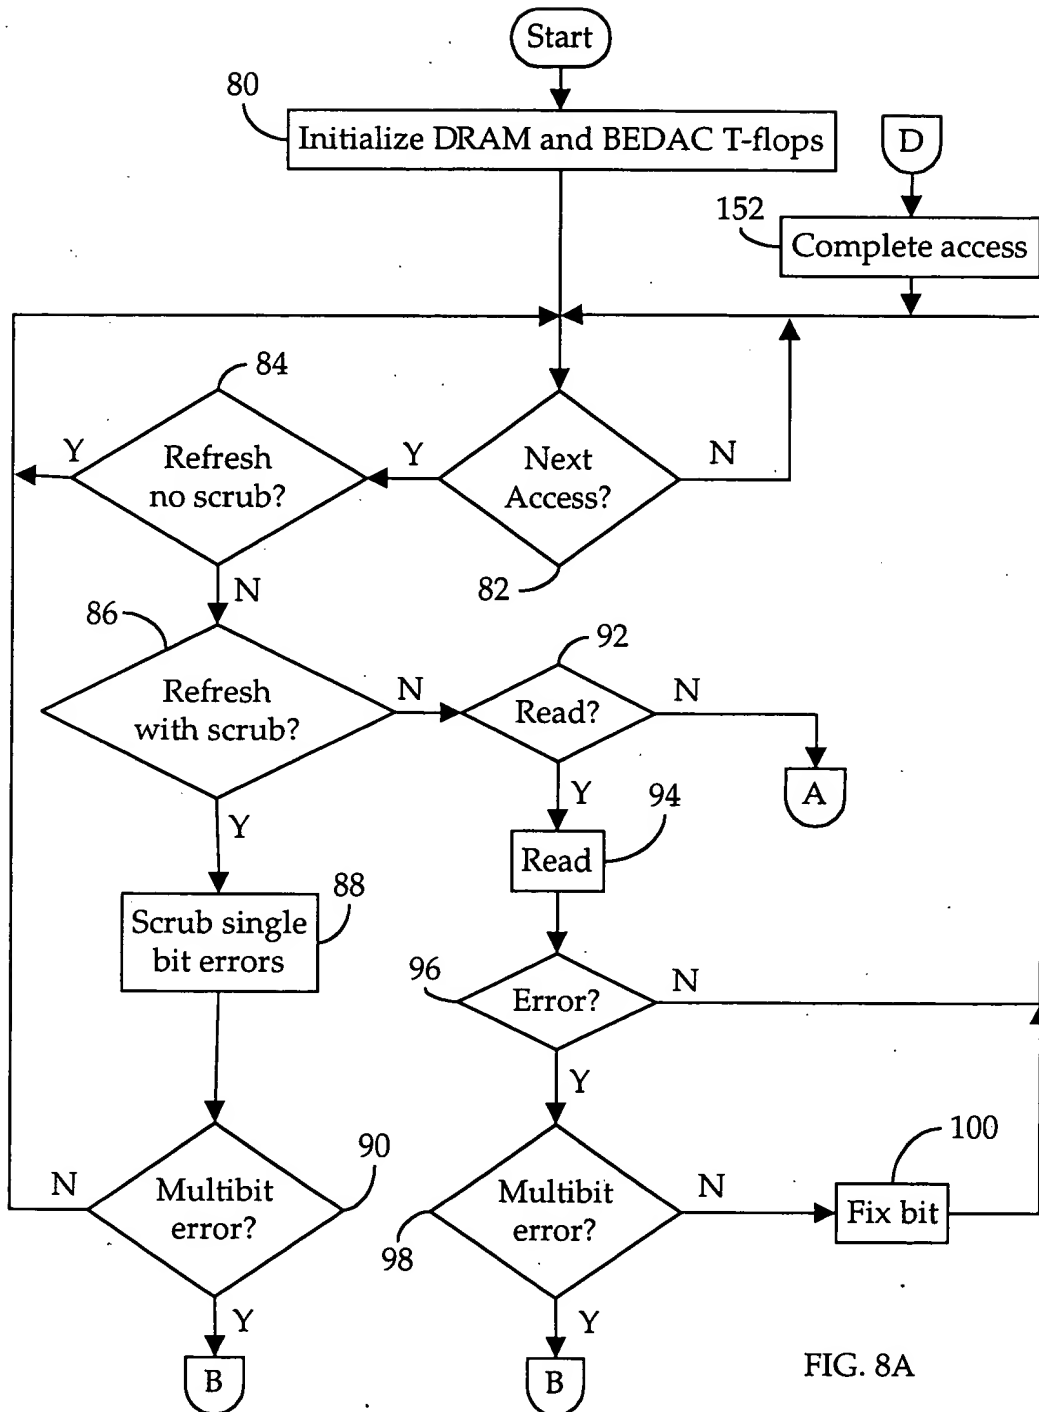 Start
80
Initialize DRAM and BEDAC T-flops
D
152
Complete access
84
Y
Refresh
no scrub?
Y
Next
Access?
N
82
N
86
Refresh
with scrub?
N
92
Read?
N
A
Y
94
Read
Y
88
Scrub single
bit errors
96
Error?
N
Y
N
Multibit
error?
90
98
Multibit
error?
N
100
Fix bit
Y
B
Y
B
FIG. 8A